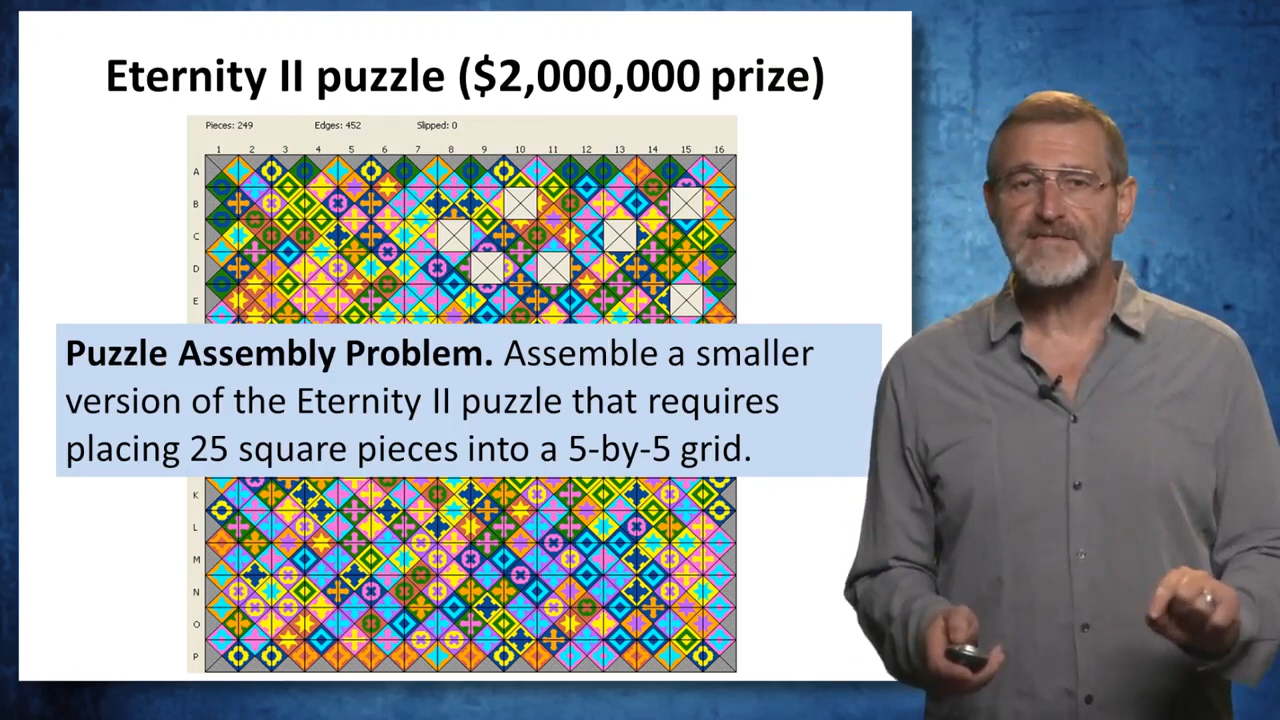 Eternity II puzzle ($2,000,000 prize)
Pieces: 249 Edges: 452 Slipped: 0
1 2 3 4 5 6 7 8 9 10 11 12 13 14 15 16
A
B
C
D
E
Puzzle Assembly Problem. Assemble a smaller
version of the Eternity II puzzle that requires
placing 25 square pieces into a 5-by-5 grid.
K
L
M
N
O
P